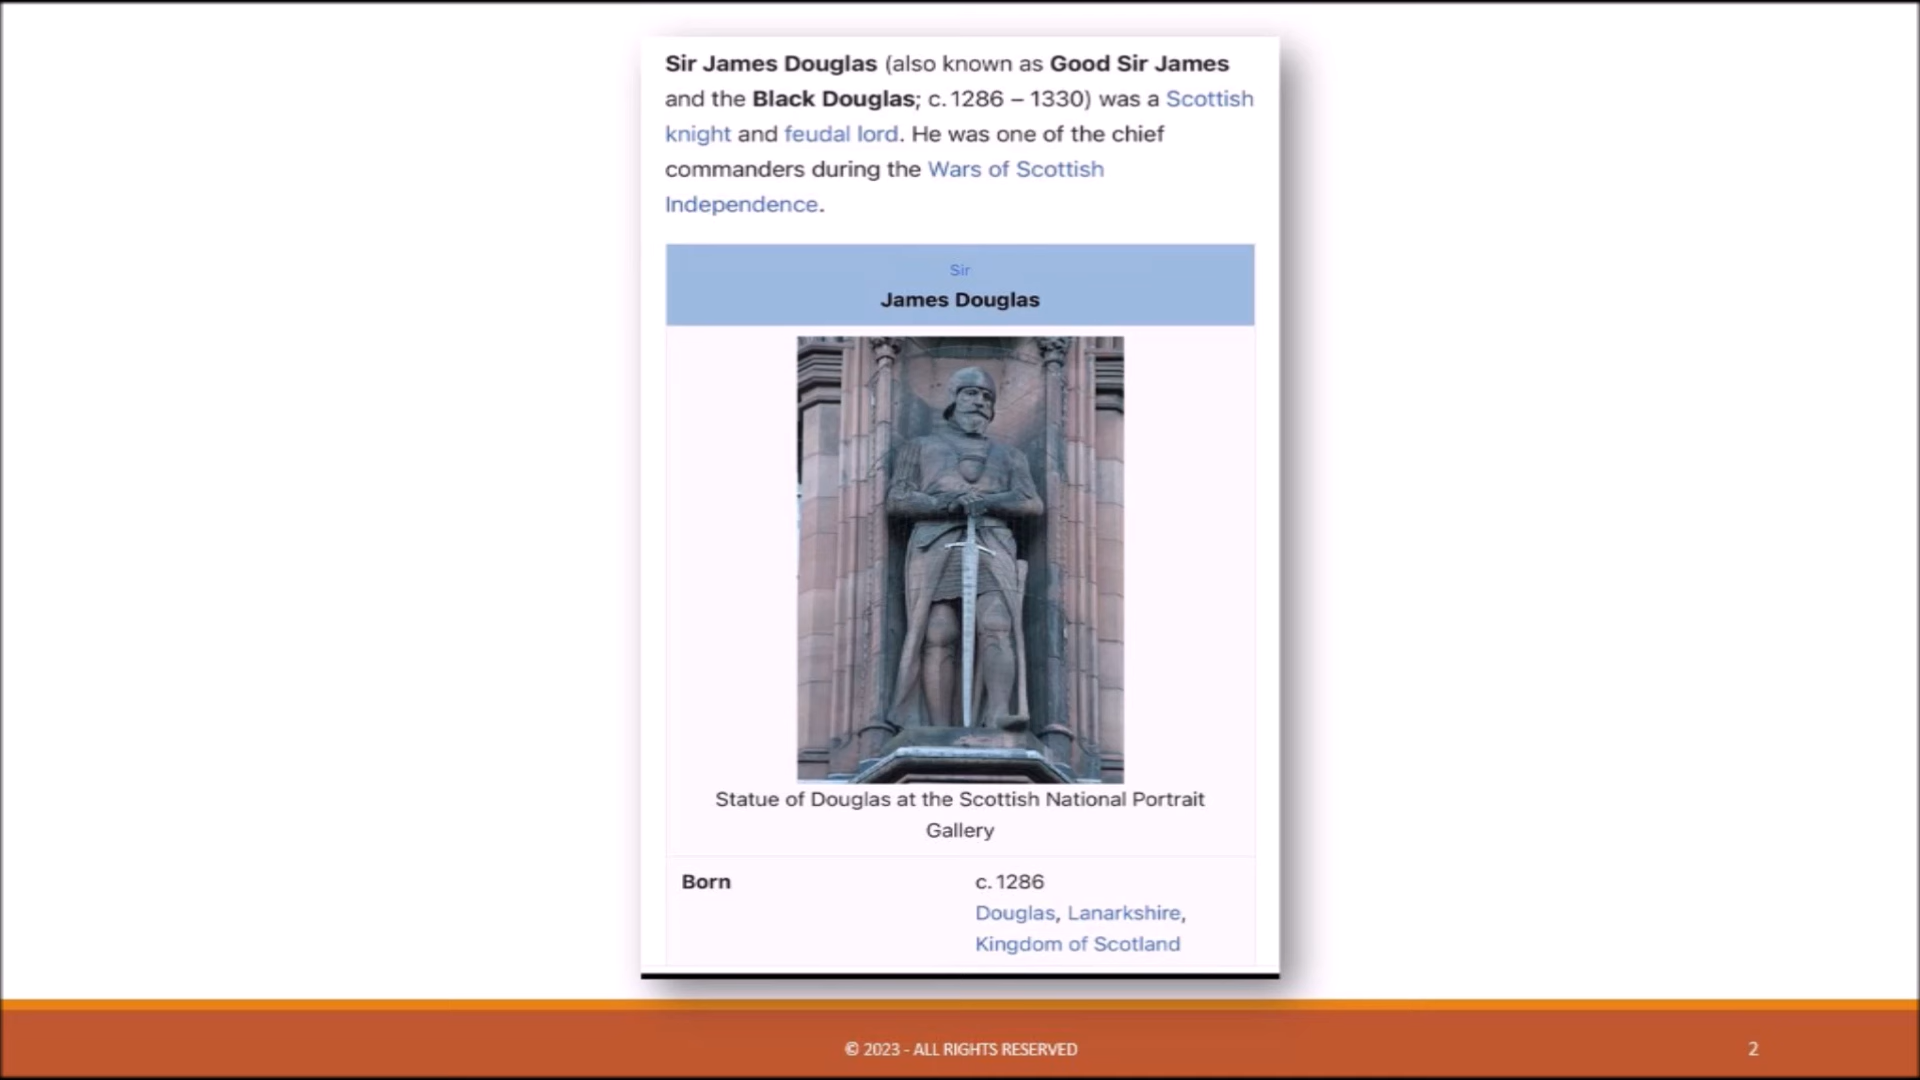 Sir James Douglas (also known as Good Sir James
and the Black Douglas; c. 1286 – 1330) was a Scottish
knight and feudal lord. He was one of the chief
commanders during the Wars of Scottish
Independence.
Sir
James Douglas
Statue of Douglas at the Scottish National Portrait
Gallery
Born c. 1286
Douglas, Lanarkshire,
Kingdom of Scotland
© 2023 - ALL RIGHTS RESERVED 2